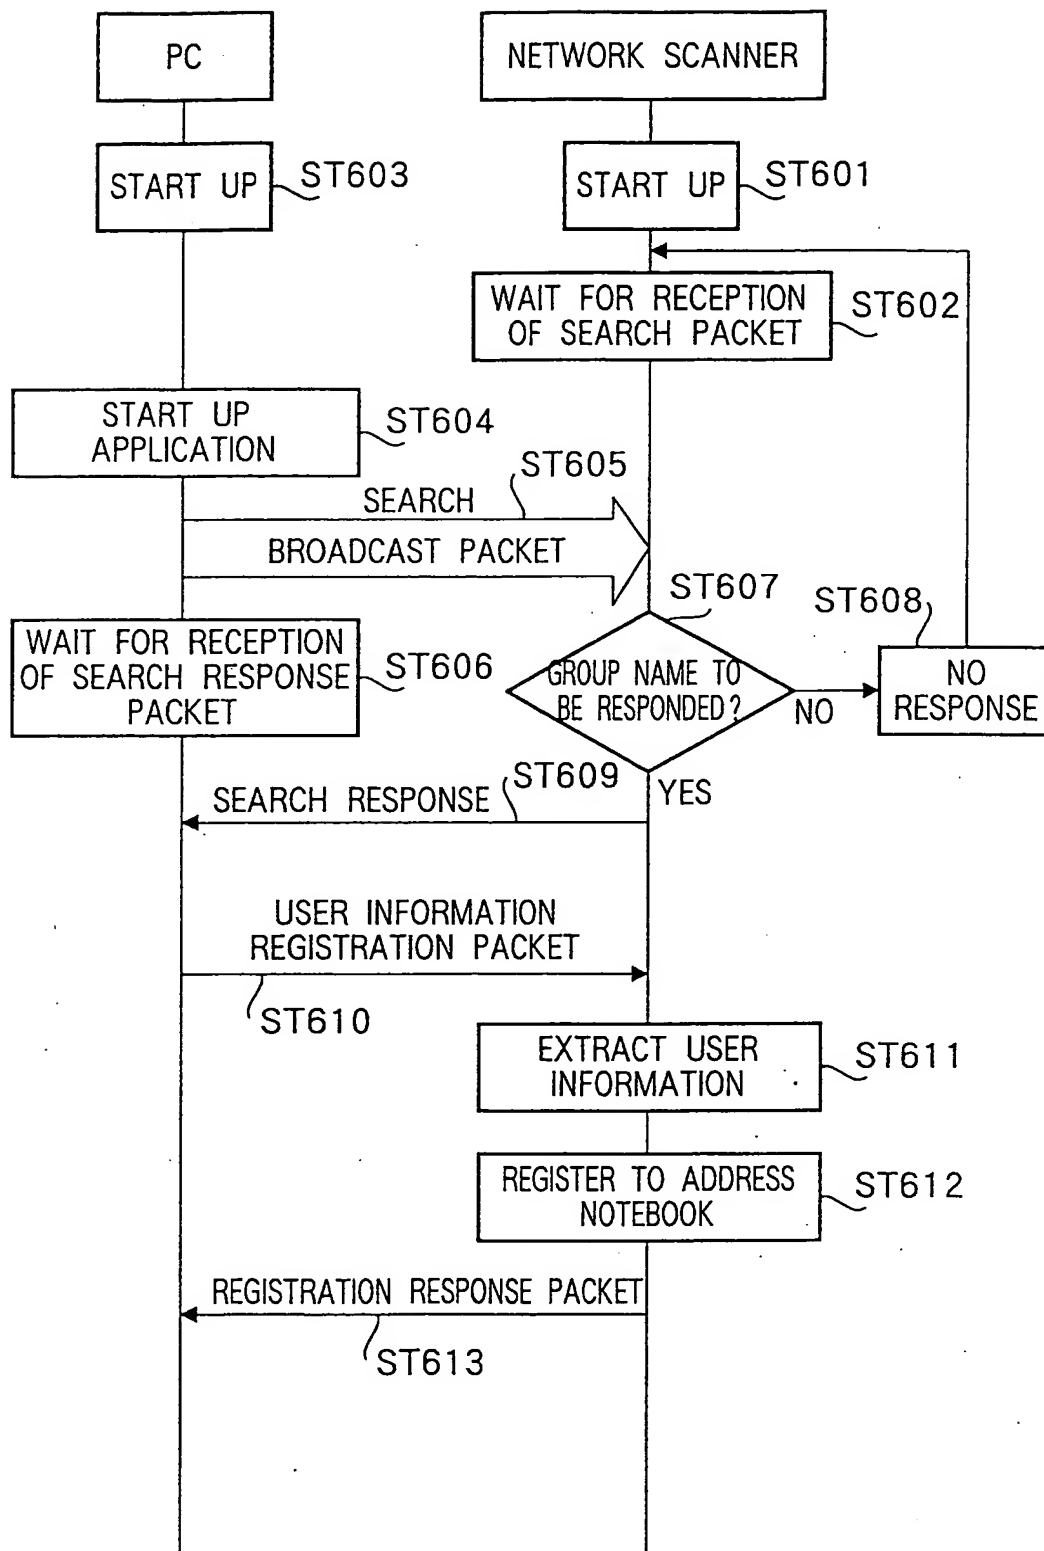 PC
NETWORK SCANNER
START UP
ST603
START UP
ST601
WAIT FOR RECEPTION
OF SEARCH PACKET
ST602
START UP
APPLICATION
ST604
ST605
SEARCH
BROADCAST PACKET
ST607
ST608
WAIT FOR RECEPTION
OF SEARCH RESPONSE
PACKET
ST606
GROUP NAME TO
BE RESPONDED?
NO
NO
RESPONSE
ST609
YES
SEARCH RESPONSE
USER INFORMATION
REGISTRATION PACKET
ST610
EXTRACT USER
INFORMATION
ST611
REGISTER TO ADDRESS
NOTEBOOK
ST612
REGISTRATION RESPONSE PACKET
ST613